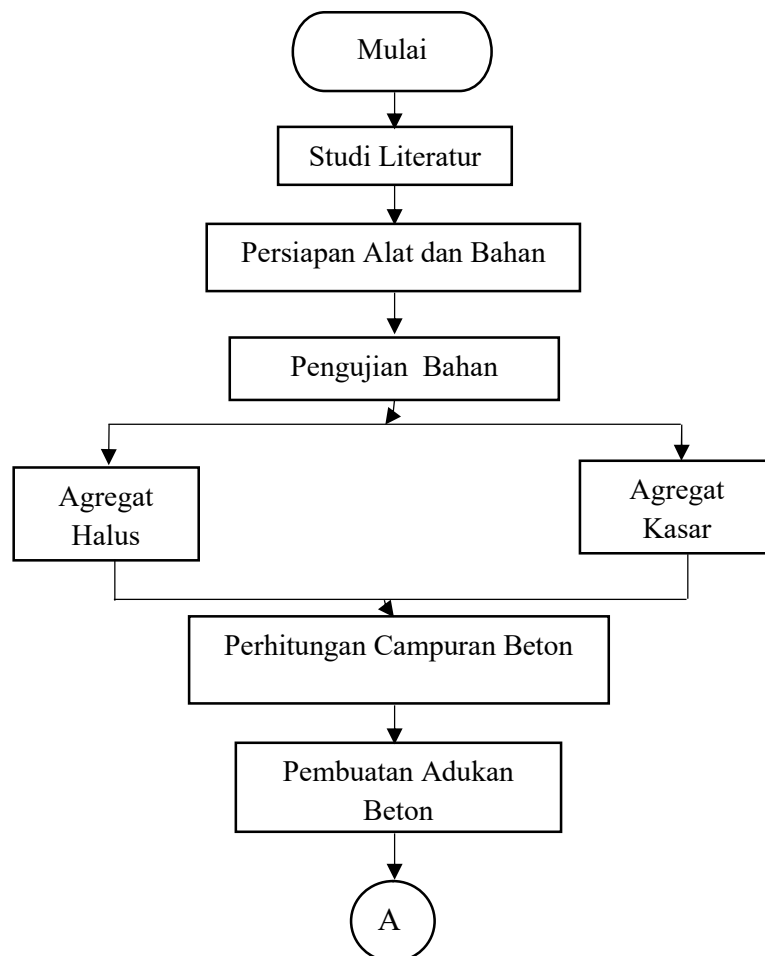 Mulai
Studi Literatur
Persiapan Alat dan Bahan
Pengujian  Bahan
Agregat
Halus
Agregat
Kasar
Perhitungan Campuran Beton
Pembuatan Adukan
Beton
A